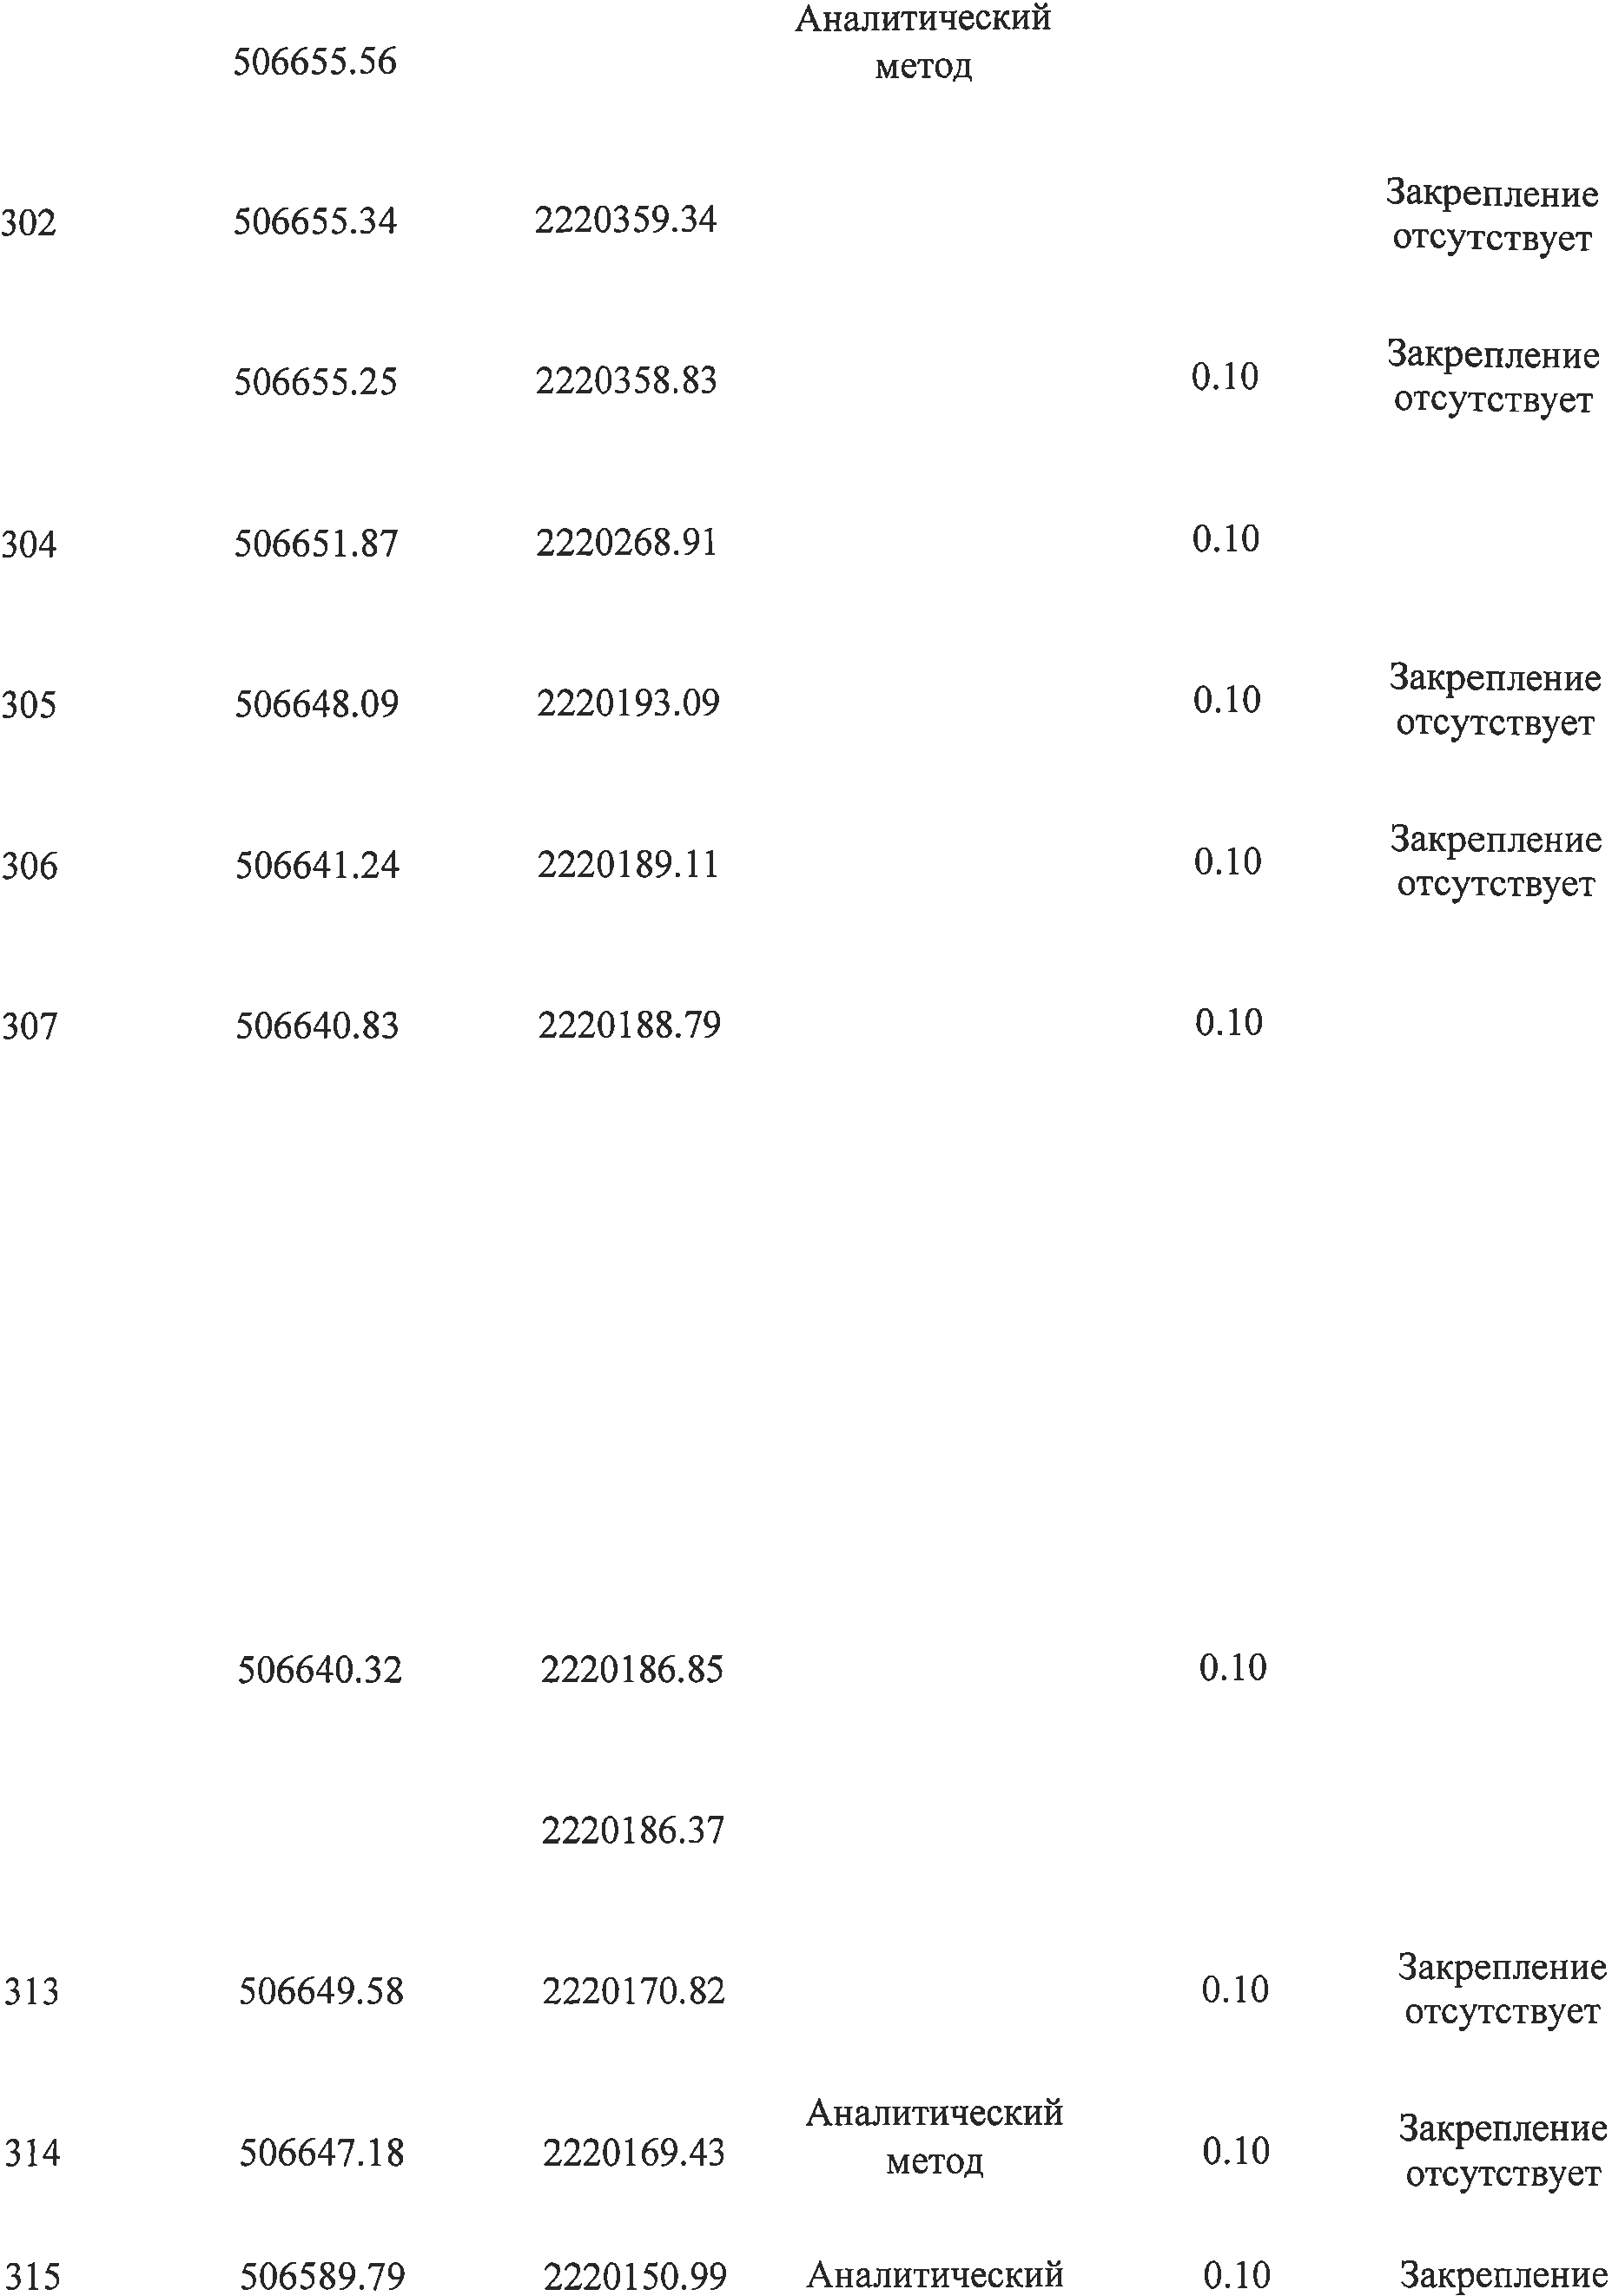 506655.56 Аналитический
метод
302 506655.34 2220359.34 Закрепление
отсутствует
506655.25 2220358.83 0.10 Закрепление
отсутствует
304 506651.87 2220268.91 0.10
305 506648.09 2220193.09 0.10 Закрепление
отсутствует
306 506641.24 2220189.11 0.10 Закрепление
отсутствует
307 506640.83 2220188.79 0.10
506640.32 2220186.85 0.10
2220186.37
313 506649.58 2220170.82 0.10 Закрепление
отсутствует
314 506647.18 2220169.43 Аналитический 0.10 Закрепление
метод отсутствует
315 506589.79 2220150.99 Аналитический 0.10 Закрепление